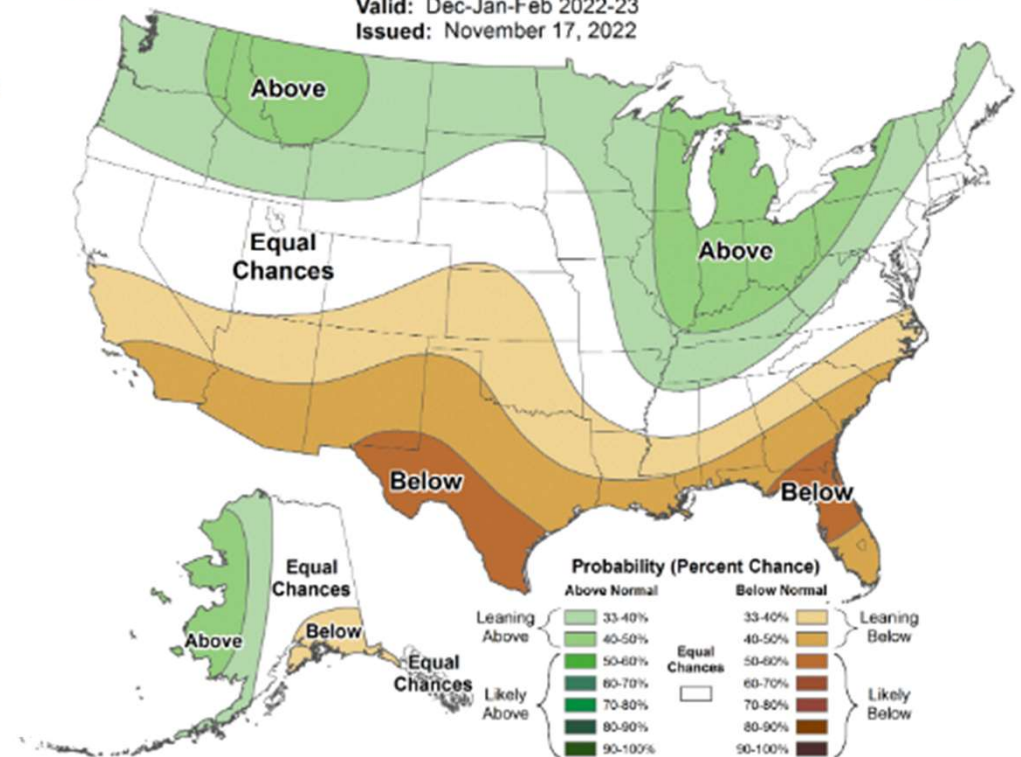 Valid: Dec-Jan-Feb 2022-23
Issued: November 17, 2022
Above
Above
Equal
Chances
Below
Below
Equal
Chances
Above
Below
Equal
Chances
Probability (Percent Chance)
Above Normal
Below Normal
Leaning
Above
33-40%
40-50%
Likely
Above
50-60%
60-70%
70-80%
80-90%
90-100%
Equal
Chances
33-40%
40-50%
Leaning
Below
50-60%
60-70%
70-80%
80-90%
90-100%
Likely
Below